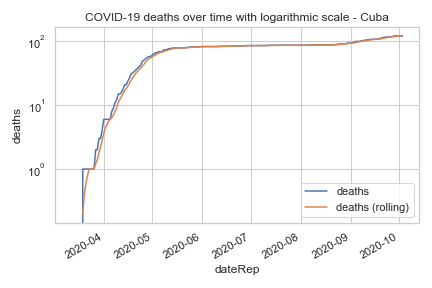 COVID-19 deaths over time with logarithmic scale - Cuba
deaths
10²
10¹
10⁰
deaths
deaths (rolling)
2020-04
2020-05
2020-06
2020-07
2020-08
2020-09
2020-10
dateRep